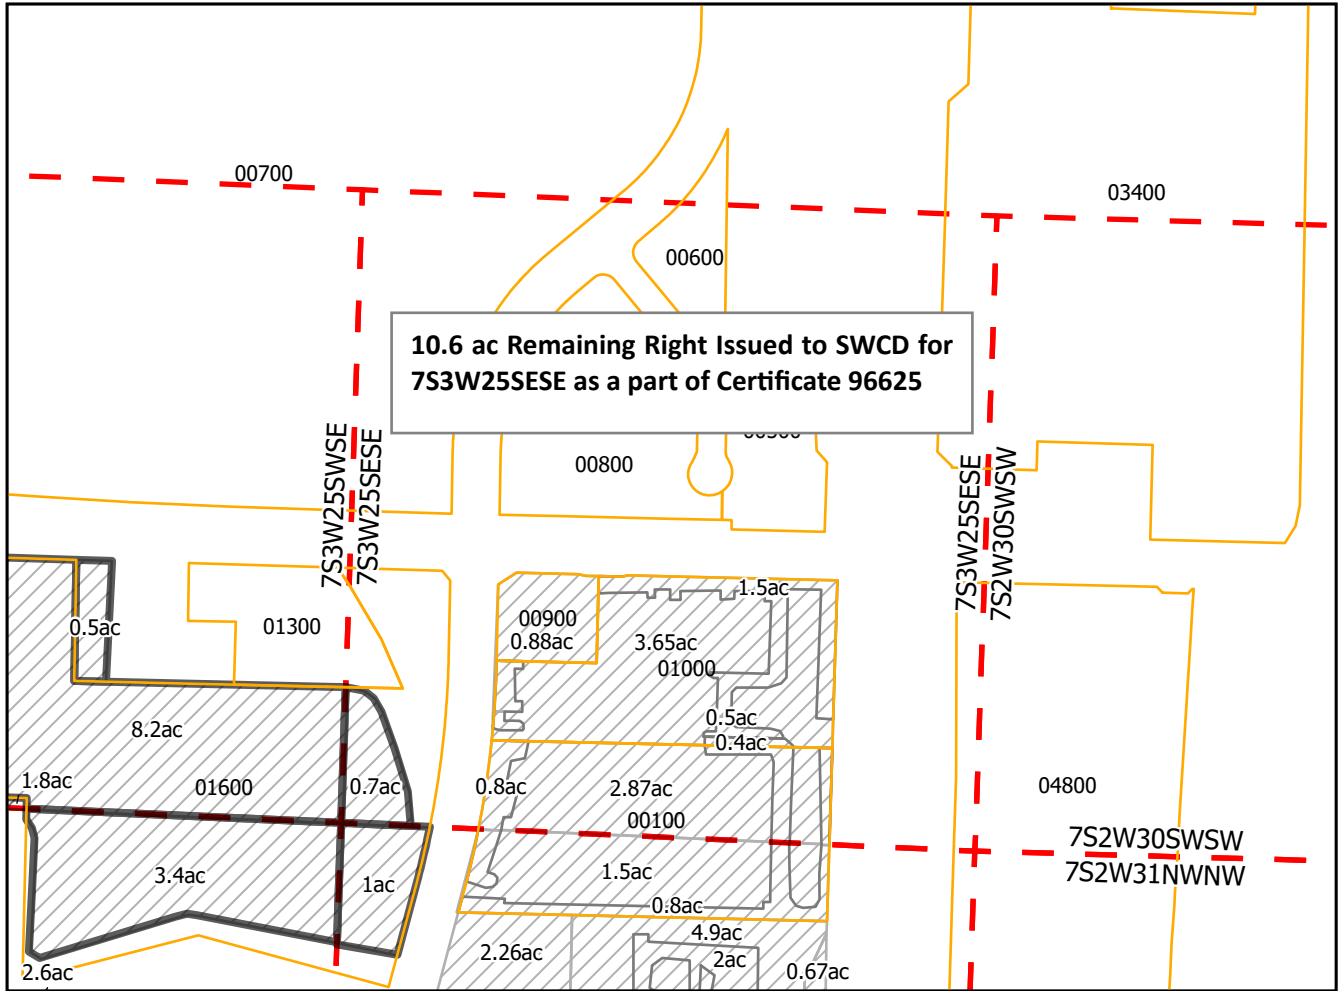 00700
03400
00600
10.6 ac Remaining Right Issued to SWCD for
7S3W25SESE as a part of Certificate 96625
00800
7S3W25SWSE
7S3W25SESE
7S3W25SESE
7S2W30SWSW
0.5ac
01300
00900
0.88ac
1.5ac
3.65ac
01000
8.2ac
0.5ac
0.4ac
1.8ac
01600
0.7ac
0.8ac
2.87ac
04800
00100
7S2W30SWSW
7S2W31NWNW
3.4ac
1ac
1.5ac
0.8ac
2.26ac
4.9ac
2ac
2.6ac
0.67ac